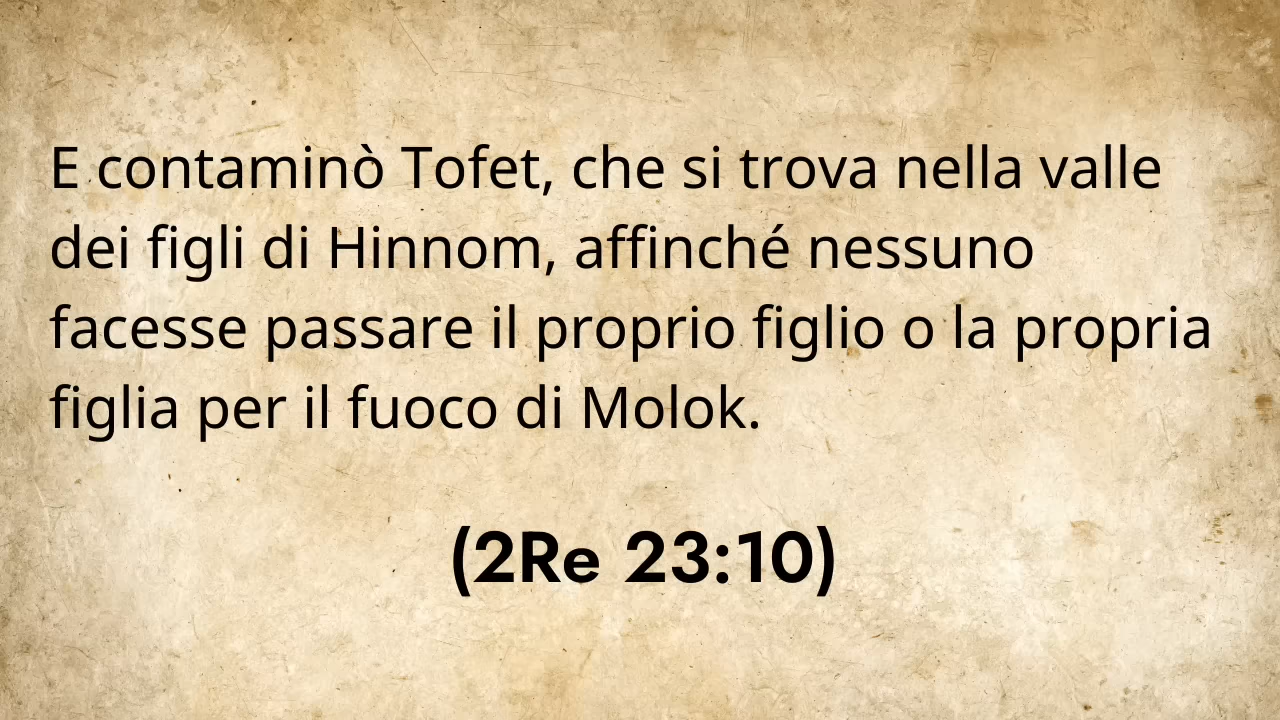 E contaminò Tofet, che si trova nella valle
dei figli di Hinnom, affinché nessuno
facesse passare il proprio figlio o la propria
figlia per il fuoco di Molok.
(2Re 23:10)